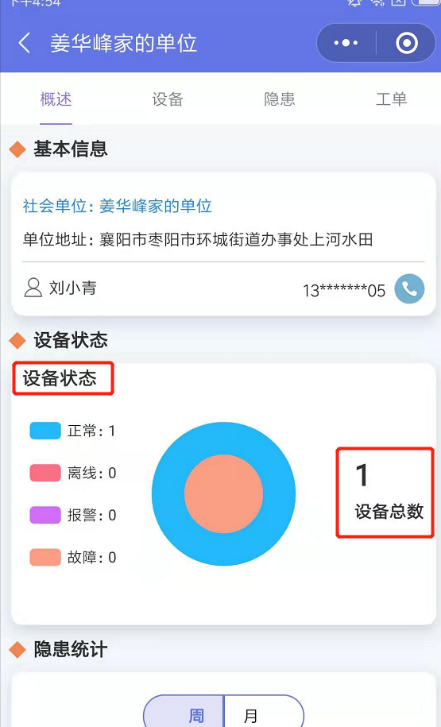 下午4:54
姜华峰家的单位
概述 设备 隐患 工单
基本信息
社会单位: 姜华峰家的单位
单位地址: 襄阳市枣阳市环城街道办事处上河水田
刘小青 13*******05
设备状态
设备状态
正常: 1
离线: 0
报警: 0
故障: 0
1
设备总数
隐患统计
周 月